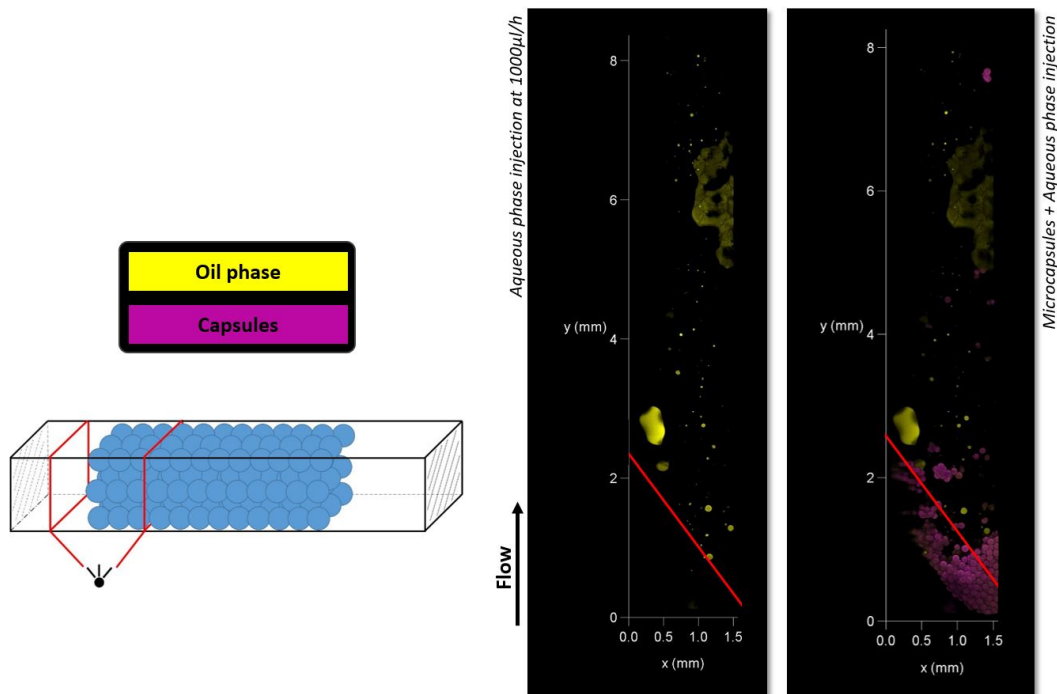 Oil phase
Capsules
Flow
Aqueous phase injection at 1000µl/h
8
6
y (mm)
4
2
0
0.0 0.5 1.0 1.5
x (mm)
8
6
y (mm)
4
2
0
0.0 0.5 1.0 1.5
x (mm)
Microcapsules + Aqueous phase injection